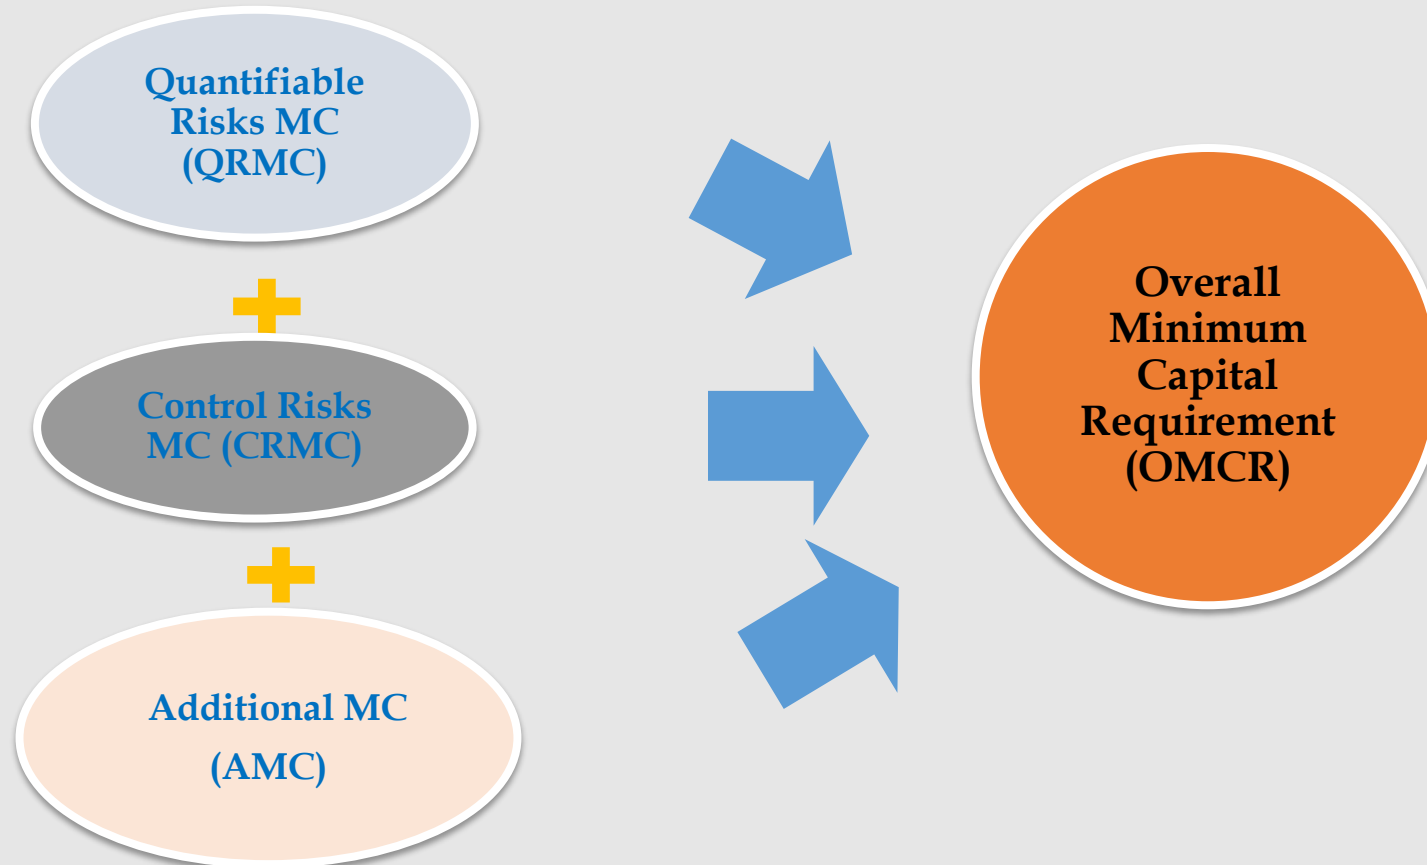 Quantifiable
Risks MC
(QRMC)
Control Risks
MC (CRMC)
Additional MC
(AMC)
Overall
Minimum
Capital
Requirement
(OMCR)